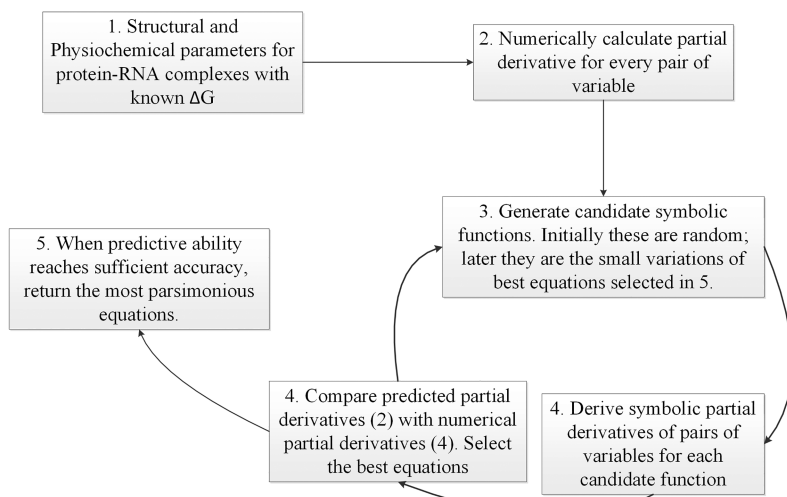 1. Structural and
Physiochemical parameters for
protein-RNA complexes with
known ΔG
2. Numerically calculate partial
derivative for every pair of
variable
3. Generate candidate symbolic
functions. Initially these are random;
later they are the small variations of
best equations selected in 5.
5. When predictive ability
reaches sufficient accuracy,
return the most parsimonious
equations.
4. Compare predicted partial
derivatives (2) with numerical
partial derivatives (4). Select
the best equations
4. Derive symbolic partial
derivatives of pairs of
variables for each
candidate function